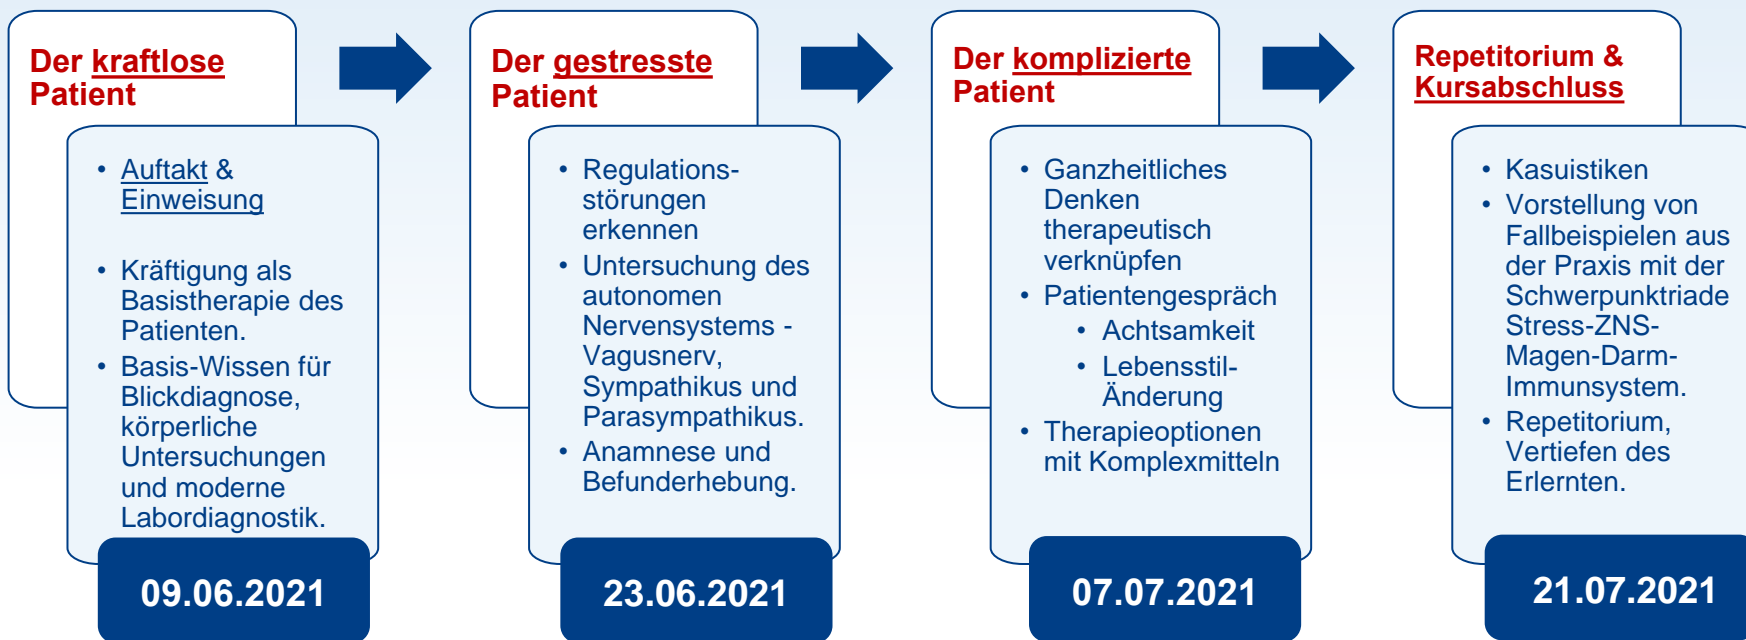 Der kraftlose
Patient
• Auftakt &
Einweisung
• Kräftigung als
Basistherapie des
Patienten.
• Basis-Wissen für
Blickdiagnose,
körperliche
Untersuchungen
und moderne
Labordiagnostik.
09.06.2021
Der gestresste
Patient
• Regulations-
störungen
erkennen
• Untersuchung des
autonomen
Nervensystems -
Vagusnerv,
Sympathikus und
Parasympathikus.
• Anamnese und
Befunderhebung.
23.06.2021
Der komplizierte
Patient
• Ganzheitliches
Denken
therapeutisch
verknüpfen
• Patientengespräch
• Achtsamkeit
• Lebensstil-
Änderung
• Therapieoptionen
mit Komplexmitteln
07.07.2021
Repetitorium &
Kursabschluss
• Kasuistiken
• Vorstellung von
Fallbeispielen aus
der Praxis mit der
Schwerpunktriade
Stress-ZNS-
Magen-Darm-
Immunsystem.
• Repetitorium,
Vertiefen des
Erlernten.
21.07.2021